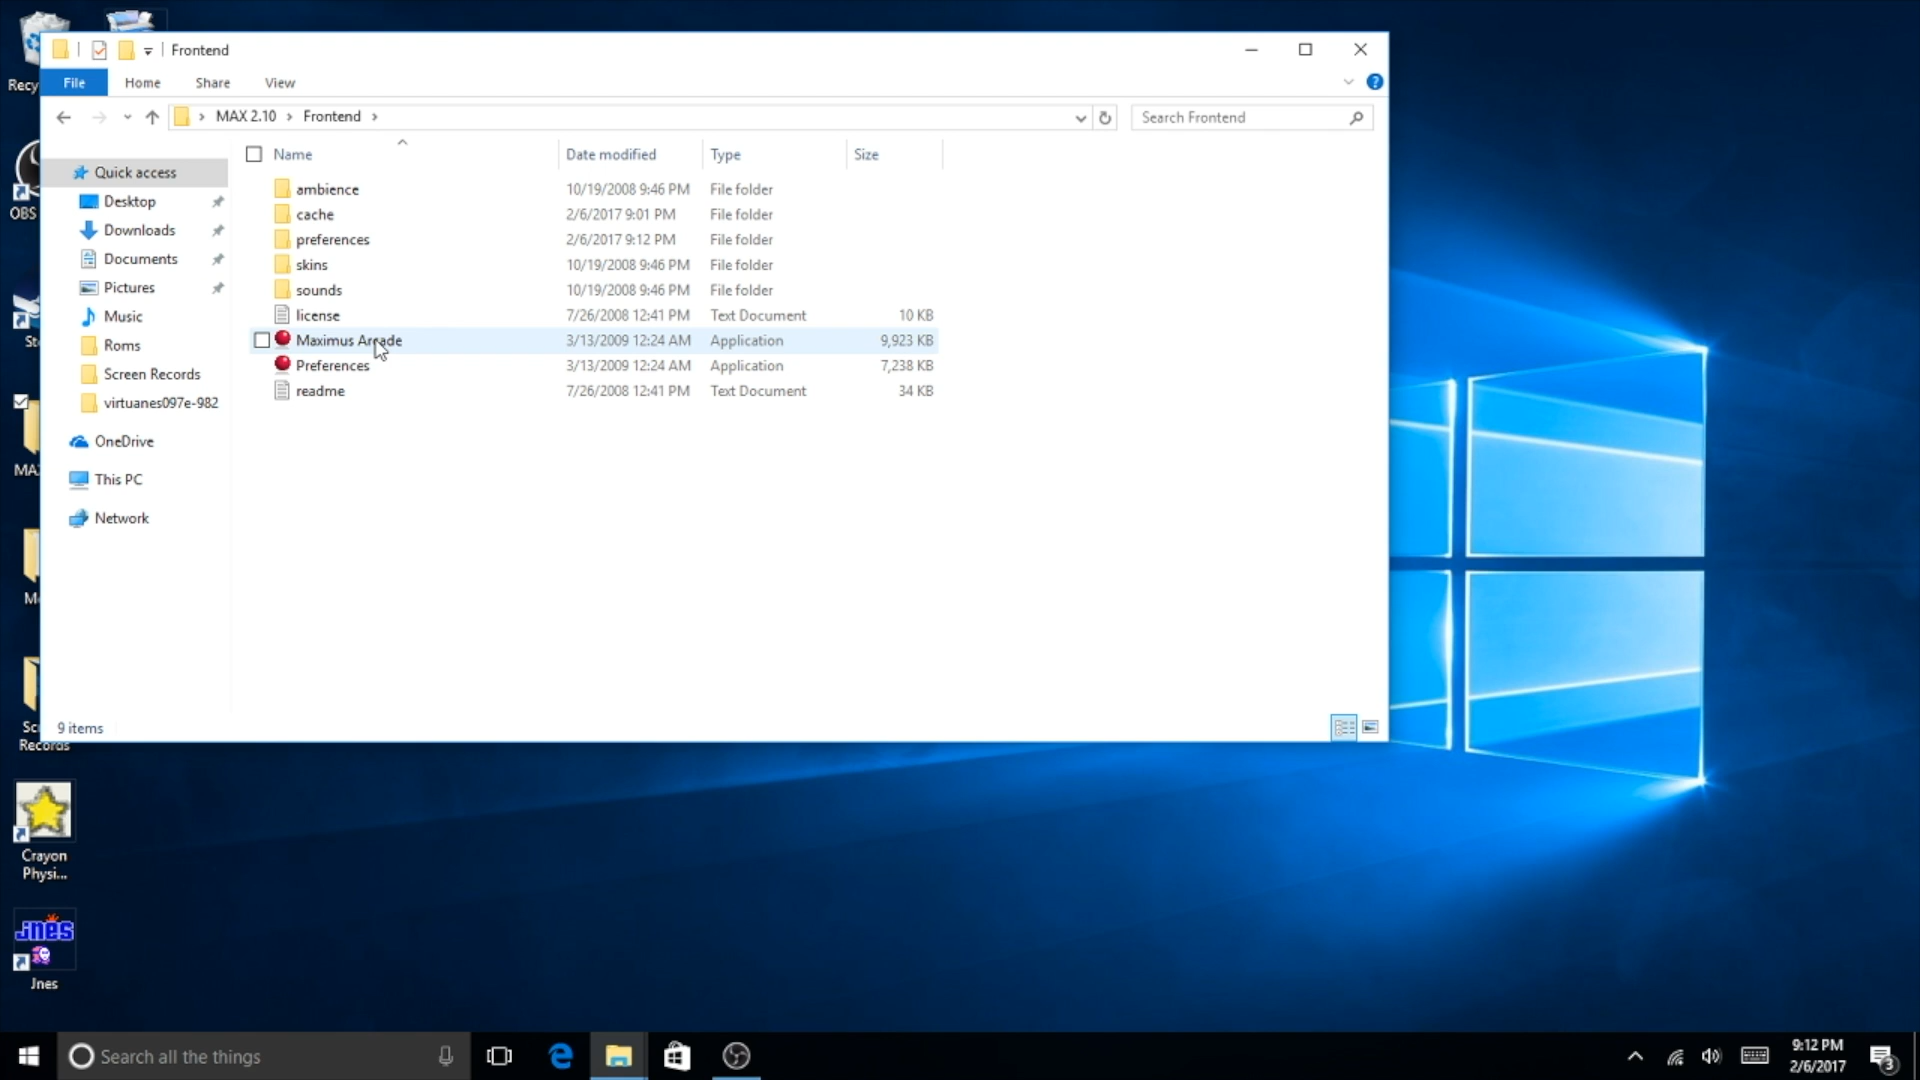 Frontend
File Home Share View
MAX 2.10 Frontend
Search Frontend
Name Date modified Type Size
ambience 10/19/2008 9:46 PM File folder
cache 2/6/2017 9:01 PM File folder
preferences 2/6/2017 9:12 PM File folder
skins 10/19/2008 9:46 PM File folder
sounds 10/19/2008 9:46 PM File folder
license 7/26/2008 12:41 PM Text Document 10 KB
Maximus Arcade 3/13/2009 12:24 AM Application 9,923 KB
Preferences 3/13/2009 12:24 AM Application 7,238 KB
readme 7/26/2008 12:41 PM Text Document 34 KB
Quick access
Desktop
Downloads
Documents
Pictures
Music
Roms
Screen Records
virtuanes097e-982
OneDrive
This PC
Network
9 items
Recy
OBS
St
MA
M
Sc
Records
Crayon
Physi...
Jnes
Jnes
Search all the things
9:12 PM
2/6/2017
3